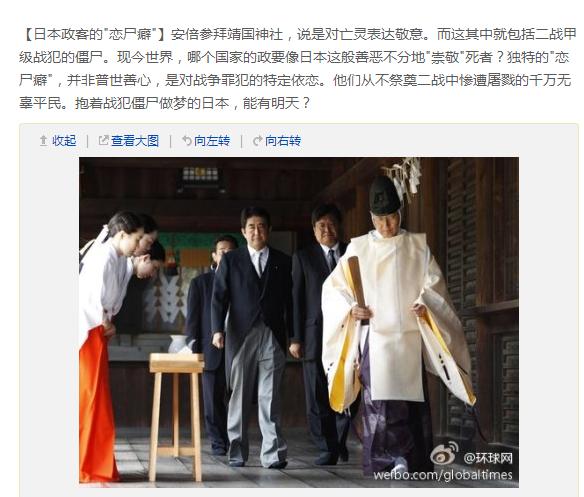 【日本政客的"恋尸癖"】安倍参拜靖国神社，说是对亡灵表达敬意。而这其中就包括二战甲
级战犯的僵尸。现今世界，哪个国家的政要像日本这般善恶不分地"崇敬"死者？独特的"恋
尸癖"，并非普世善心，是对战争罪犯的特定依恋。他们从不祭奠二战中惨遭屠戮的千万无
辜平民。抱着战犯僵尸做梦的日本，能有明天？
收起 | 查看大图 | 向左转 | 向右转
@环球网
weibo.com/globaltimes